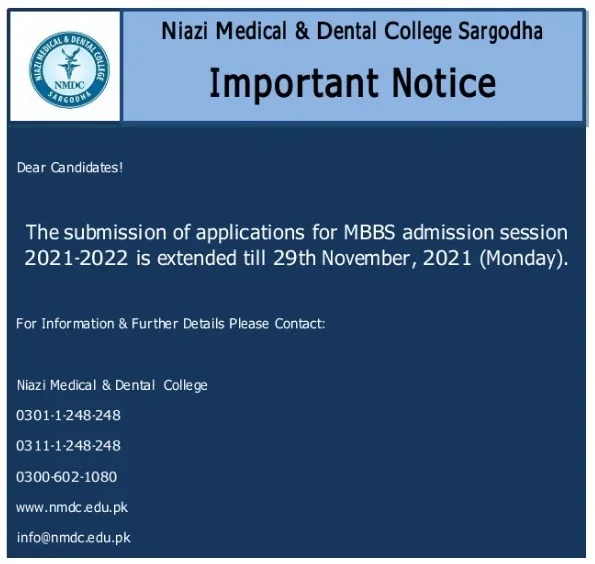 Niazi Medical & Dental College Sargodha
Important Notice
NIAZI MEDICAL & DENTAL COLLEGE
NMDC
SARGODHA
Dear Candidates!
The submission of applications for MBBS admission session
2021-2022 is extended till 29th November, 2021 (Monday).
For Information & Further Details Please Contact:
Niazi Medical & Dental College
0301-1-248-248
0311-1-248-248
0300-602-1080
www.nmdc.edu.pk
info@nmdc.edu.pk